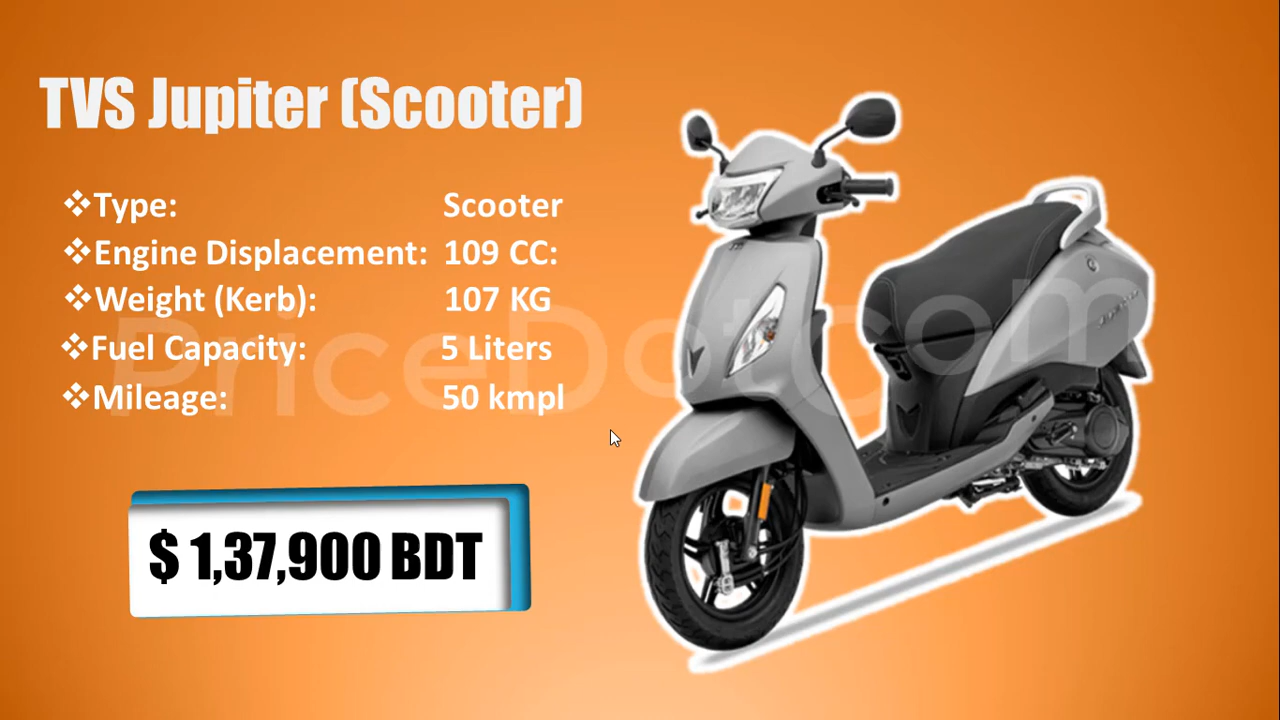 TVS Jupiter (Scooter)
❖Type: Scooter
❖Engine Displacement: 109 CC:
❖Weight (Kerb): 107 KG
❖Fuel Capacity: 5 Liters
❖Mileage: 50 kmpl
PriceDotcom
$ 1,37,900 BDT